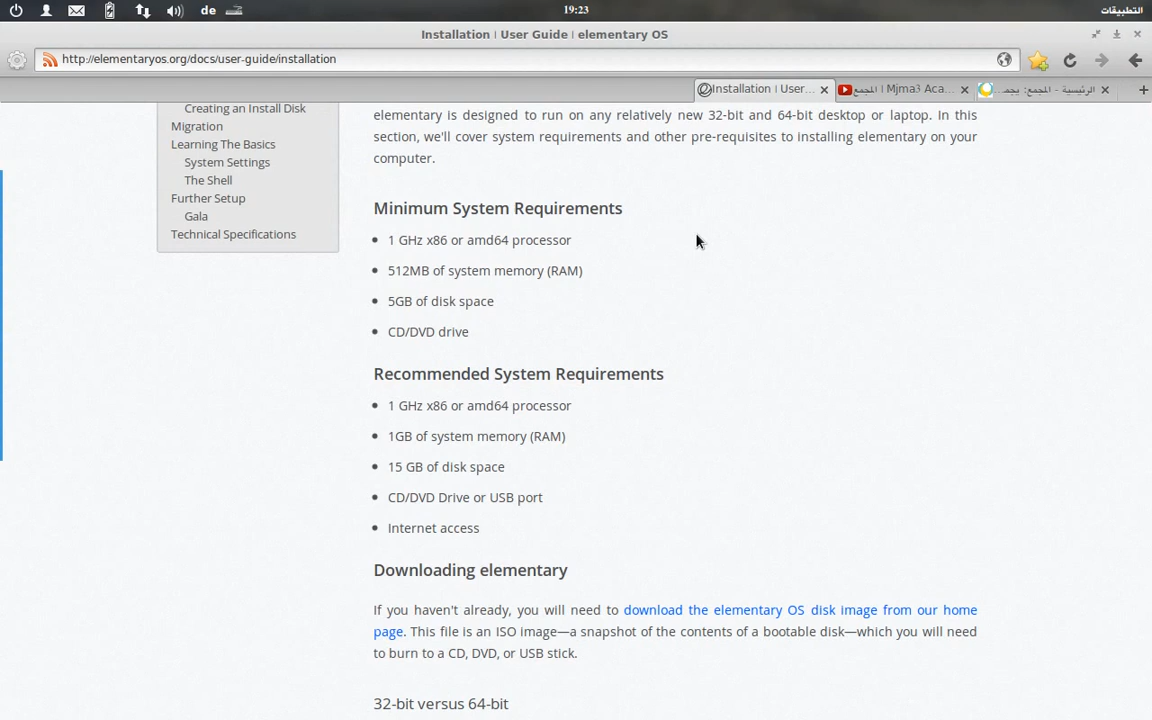 de
19:23
التطبيقات
Installation | User Guide | elementary OS
http://elementaryos.org/docs/user-guide/installation
Installation | User...
المجمع | Mjma3 Aca...
الرئيسية - المجمع: يجمـ...
Creating an Install Disk
Migration
Learning The Basics
System Settings
The Shell
Further Setup
Gala
Technical Specifications
elementary is designed to run on any relatively new 32-bit and 64-bit desktop or laptop. In this
section, we'll cover system requirements and other pre-requisites to installing elementary on your
computer.
Minimum System Requirements
1 GHz x86 or amd64 processor
512MB of system memory (RAM)
5GB of disk space
CD/DVD drive
Recommended System Requirements
1 GHz x86 or amd64 processor
1GB of system memory (RAM)
15 GB of disk space
CD/DVD Drive or USB port
Internet access
Downloading elementary
If you haven't already, you will need to download the elementary OS disk image from our home
page. This file is an ISO image—a snapshot of the contents of a bootable disk—which you will need
to burn to a CD, DVD, or USB stick.
32-bit versus 64-bit